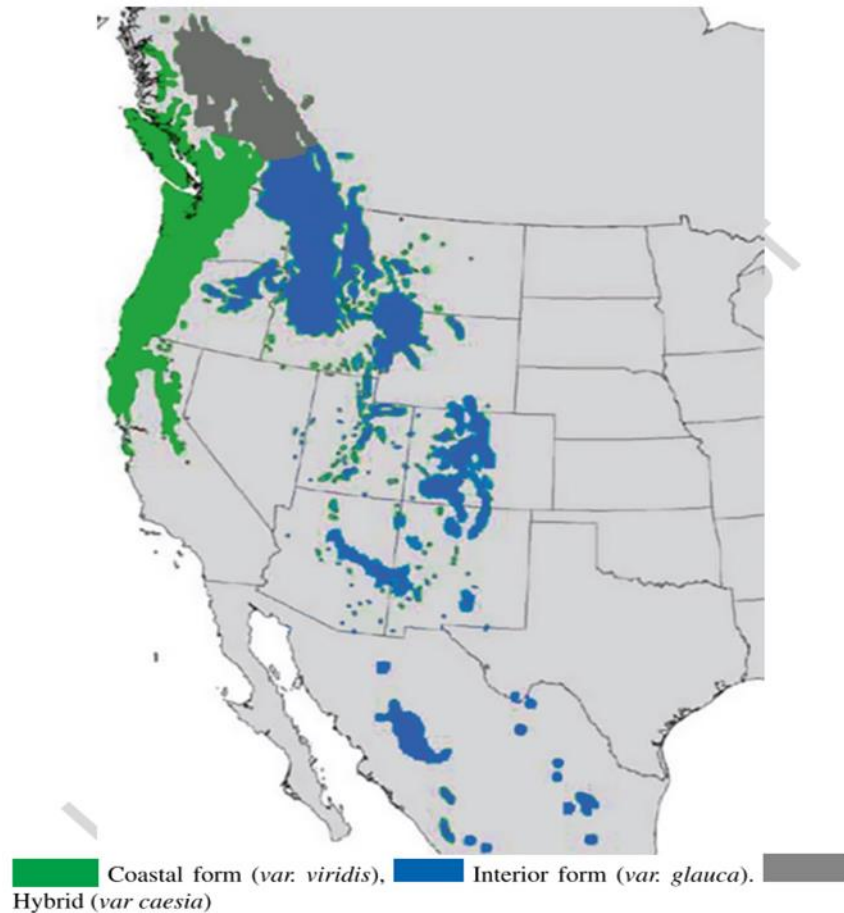 Coastal form (var. viridis), Interior form (var. glauca).
Hybrid (var caesia)